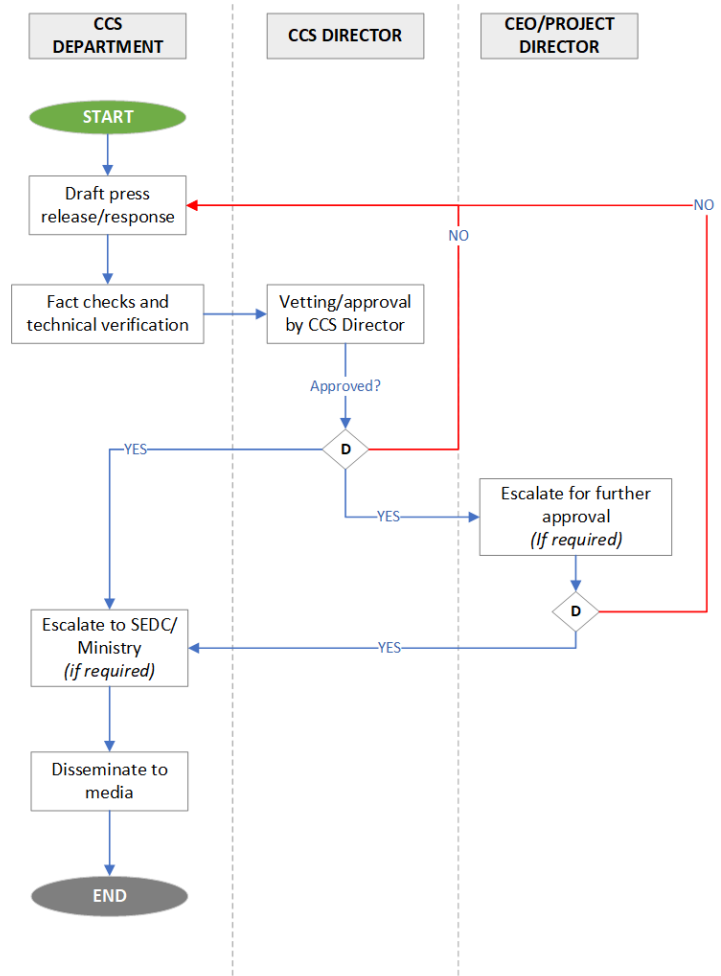 CCS
DEPARTMENT
CCS DIRECTOR
CEO/PROJECT
DIRECTOR
START
Draft press
release/response
NO
NO
Fact checks and
technical verification
Vetting/approval
by CCS Director
Approved?
YES
D
Escalate for further
approval
(If required)
YES
D
Escalate to SEDC/
Ministry
(if required)
YES
Disseminate to
media
END